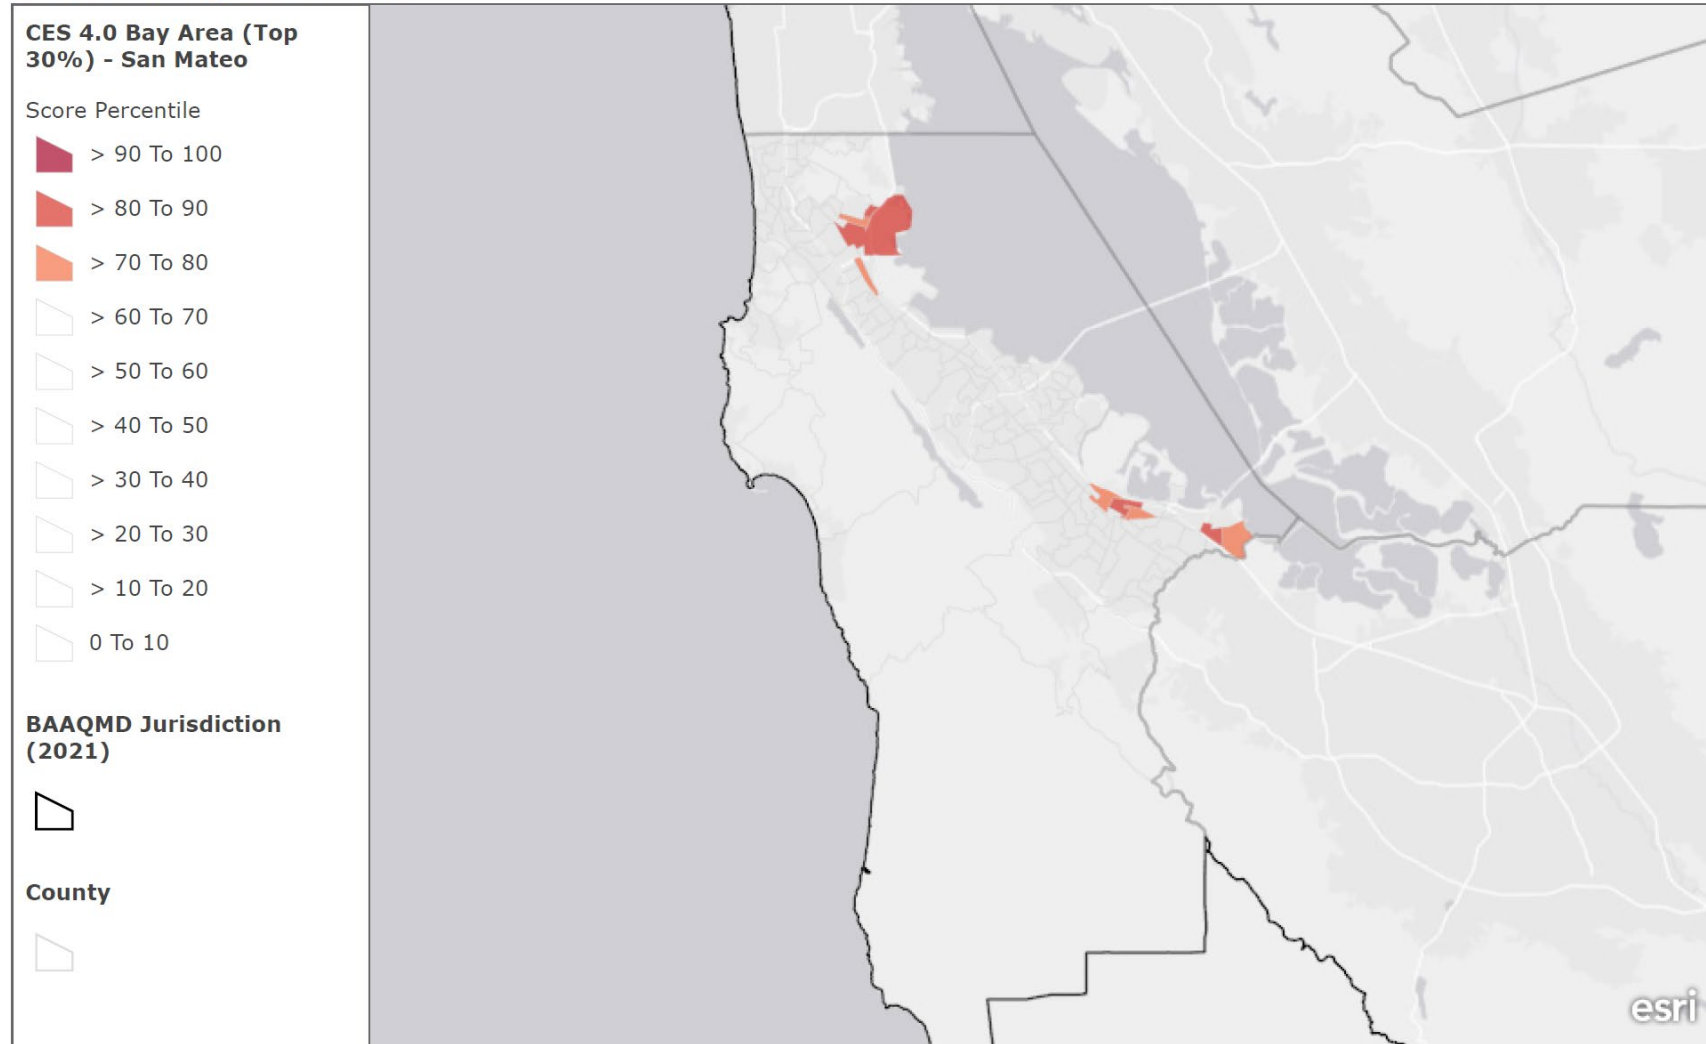 CES 4.0 Bay Area (Top
30%) - San Mateo
Score Percentile
> 90 To 100
> 80 To 90
> 70 To 80
> 60 To 70
> 50 To 60
> 40 To 50
> 30 To 40
> 20 To 30
> 10 To 20
0 To 10
BAAQMD Jurisdiction
(2021)
County
esri